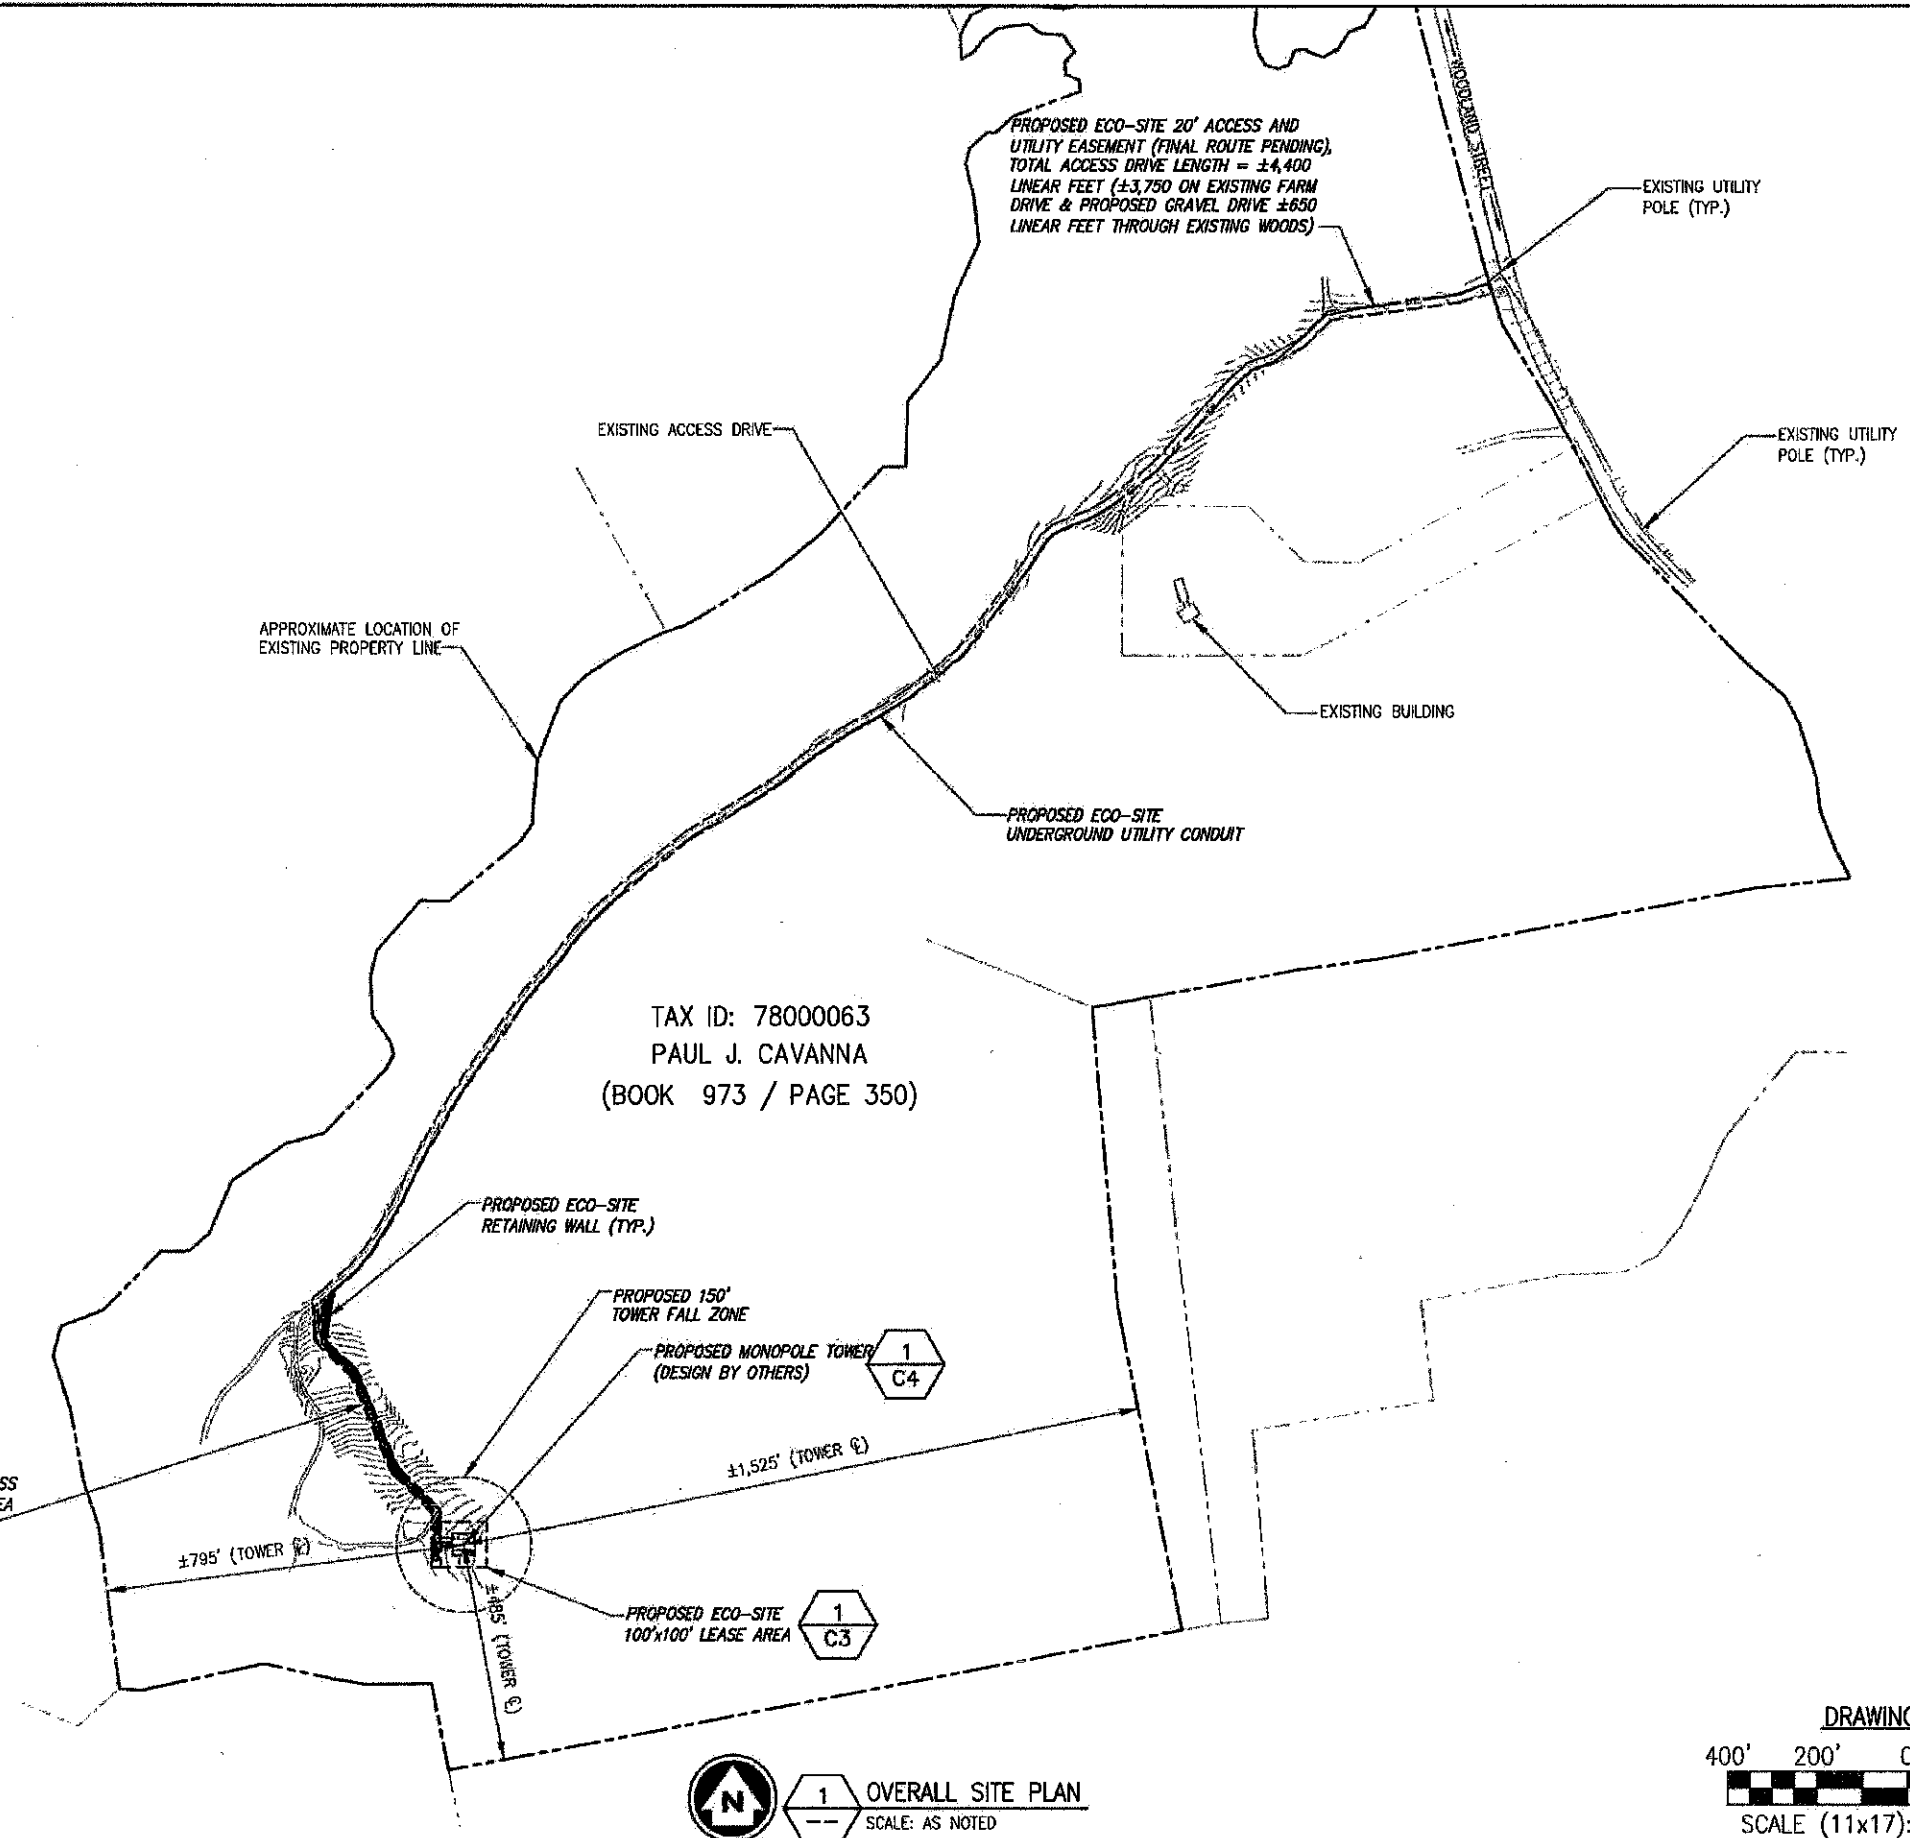 WOODLAND STREET
PROPOSED ECO-SITE 20' ACCESS AND
UTILITY EASEMENT (FINAL ROUTE PENDING),
TOTAL ACCESS DRIVE LENGTH = ±4,400
LINEAR FEET (±3,750 ON EXISTING FARM
DRIVE & PROPOSED GRAVEL DRIVE ±650
LINEAR FEET THROUGH EXISTING WOODS)
EXISTING UTILITY
POLE (TYP.)
EXISTING ACCESS DRIVE
EXISTING UTILITY
POLE (TYP.)
APPROXIMATE LOCATION OF
EXISTING PROPERTY LINE
EXISTING BUILDING
PROPOSED ECO-SITE
UNDERGROUND UTILITY CONDUIT
TAX ID: 78000063
PAUL J. CAVANNA
(BOOK 973 / PAGE 350)
PROPOSED ECO-SITE
RETAINING WALL (TYP.)
PROPOSED 150'
TOWER FALL ZONE
PROPOSED MONOPOLE TOWER
(DESIGN BY OTHERS)
1
C4
±1,525' (TOWER ℄)
SS
EA
±795' (TOWER ℄)
±485' (TOWER ℄)
PROPOSED ECO-SITE
100'x100' LEASE AREA
1
C3
N
1
OVERALL SITE PLAN
SCALE: AS NOTED
DRAWING
400' 200' 0
SCALE (11x17):